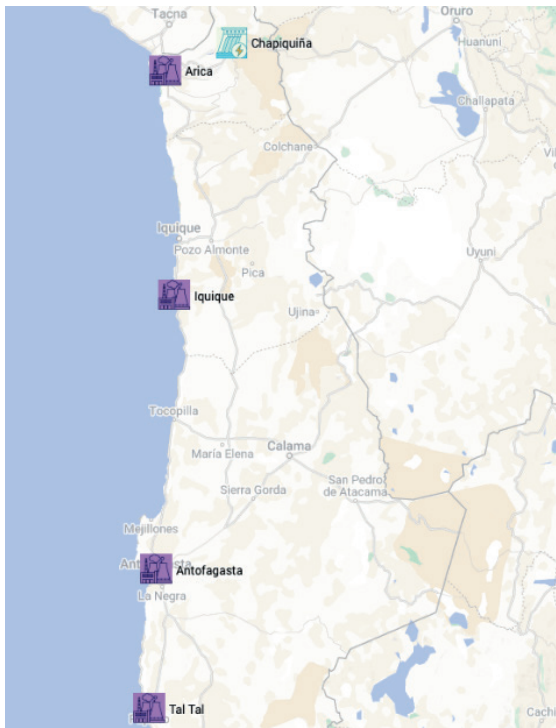 Tacna
Oruro
Huanuni
Chapiquiña
Arica
Challapata
Colchane
Iquique
Pozo Almonte
Uyuni
Pica
Iquique
Ujina
Tocopilla
Calama
María Elena
San Pedro
de Atacama
Sierra Gorda
Mejillones
Antofagasta
La Negra
Tal Tal
Cachi